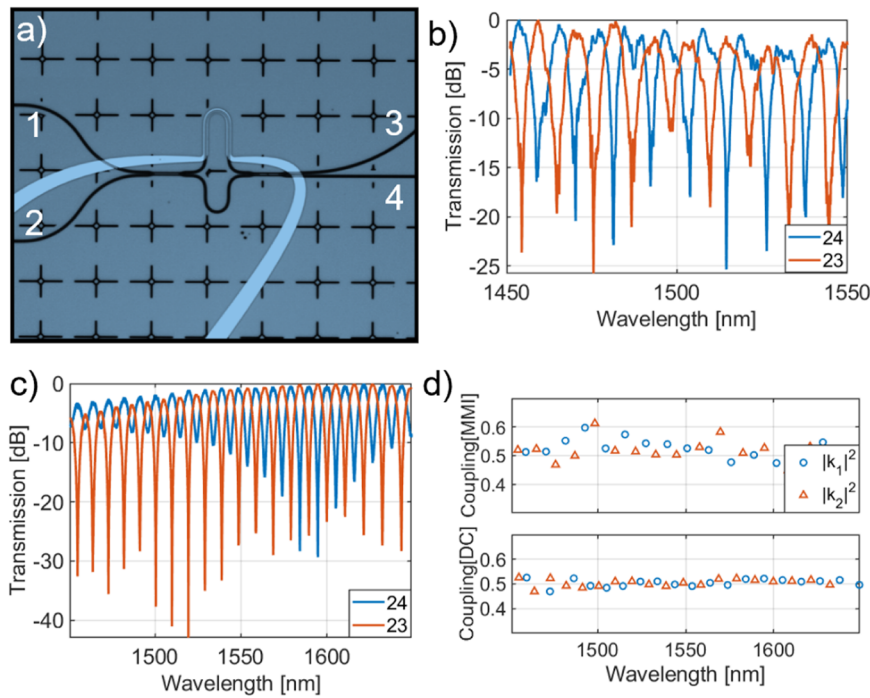 a)
1
2
3
4
b)
Transmission [dB]
0
-5
-10
-15
-20
-25
24
23
1450
1500
1550
Wavelength [nm]
c)
Transmission [dB]
0
-10
-20
-30
-40
24
23
1500
1550
1600
Wavelength [nm]
d)
Coupling[MMI]
0.6
0.5
0.4
|k₁|²
|k₂|²
Coupling[DC]
0.6
0.5
0.4
1500
1550
1600
Wavelength [nm]